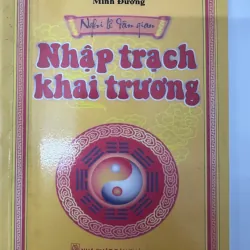 Minh Đường
Nghi lễ dân gian
Nhập trạch
khai trương